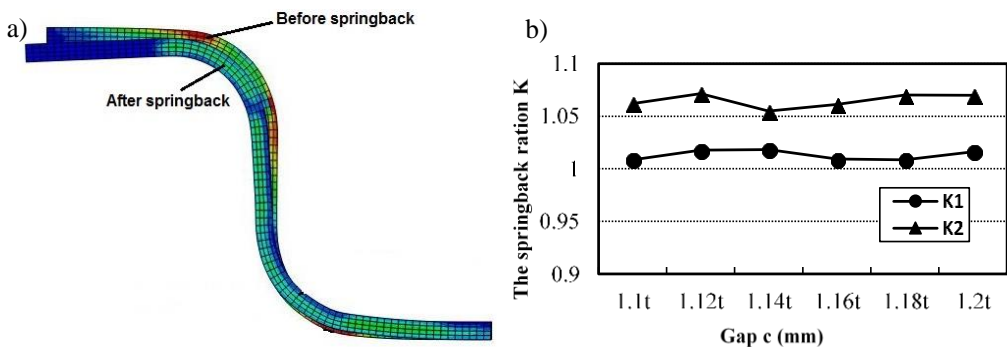 a)
Before springback
After springback
b)
The springback ration K
1.1
1.05
1
0.95
0.9
K1
K2
1.1t 1.12t 1.14t 1.16t 1.18t 1.2t
Gap c (mm)